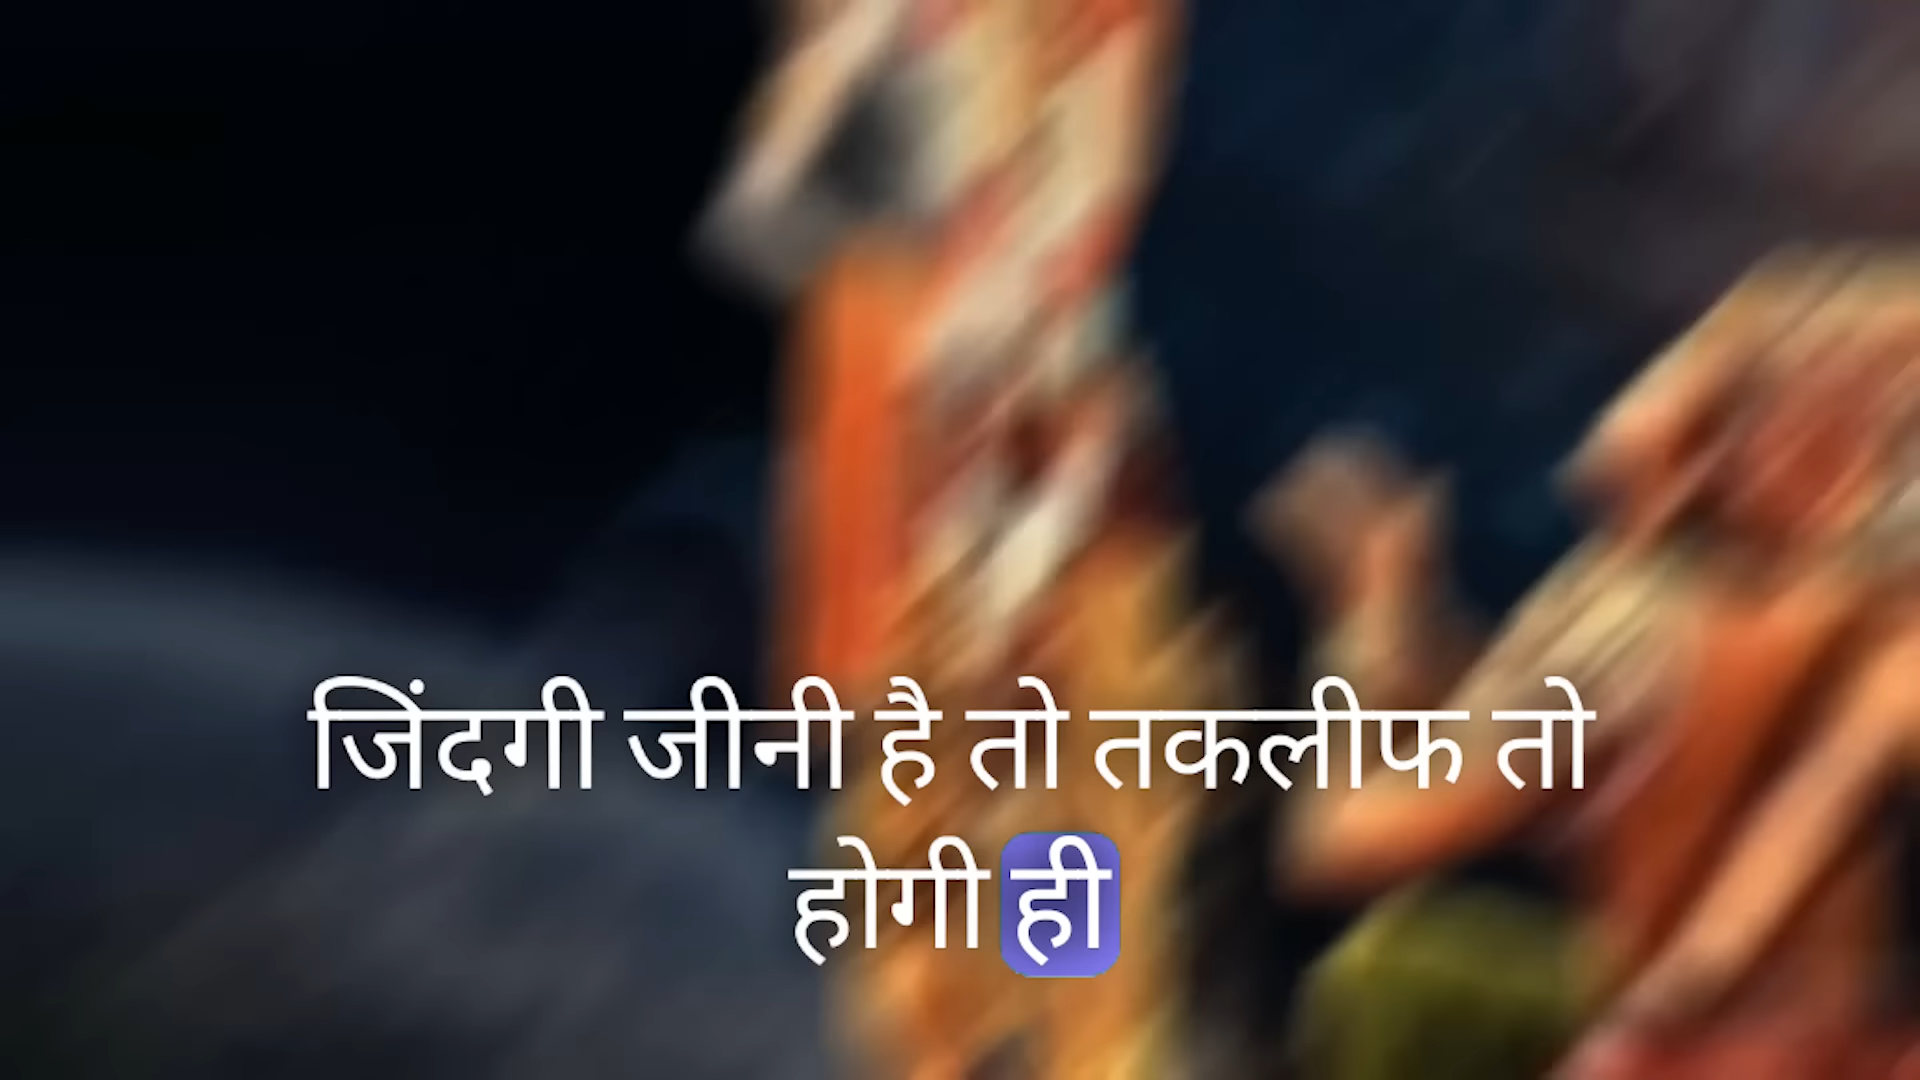 जिंदगी जीनी है तो तकलीफ तो
होगी ही